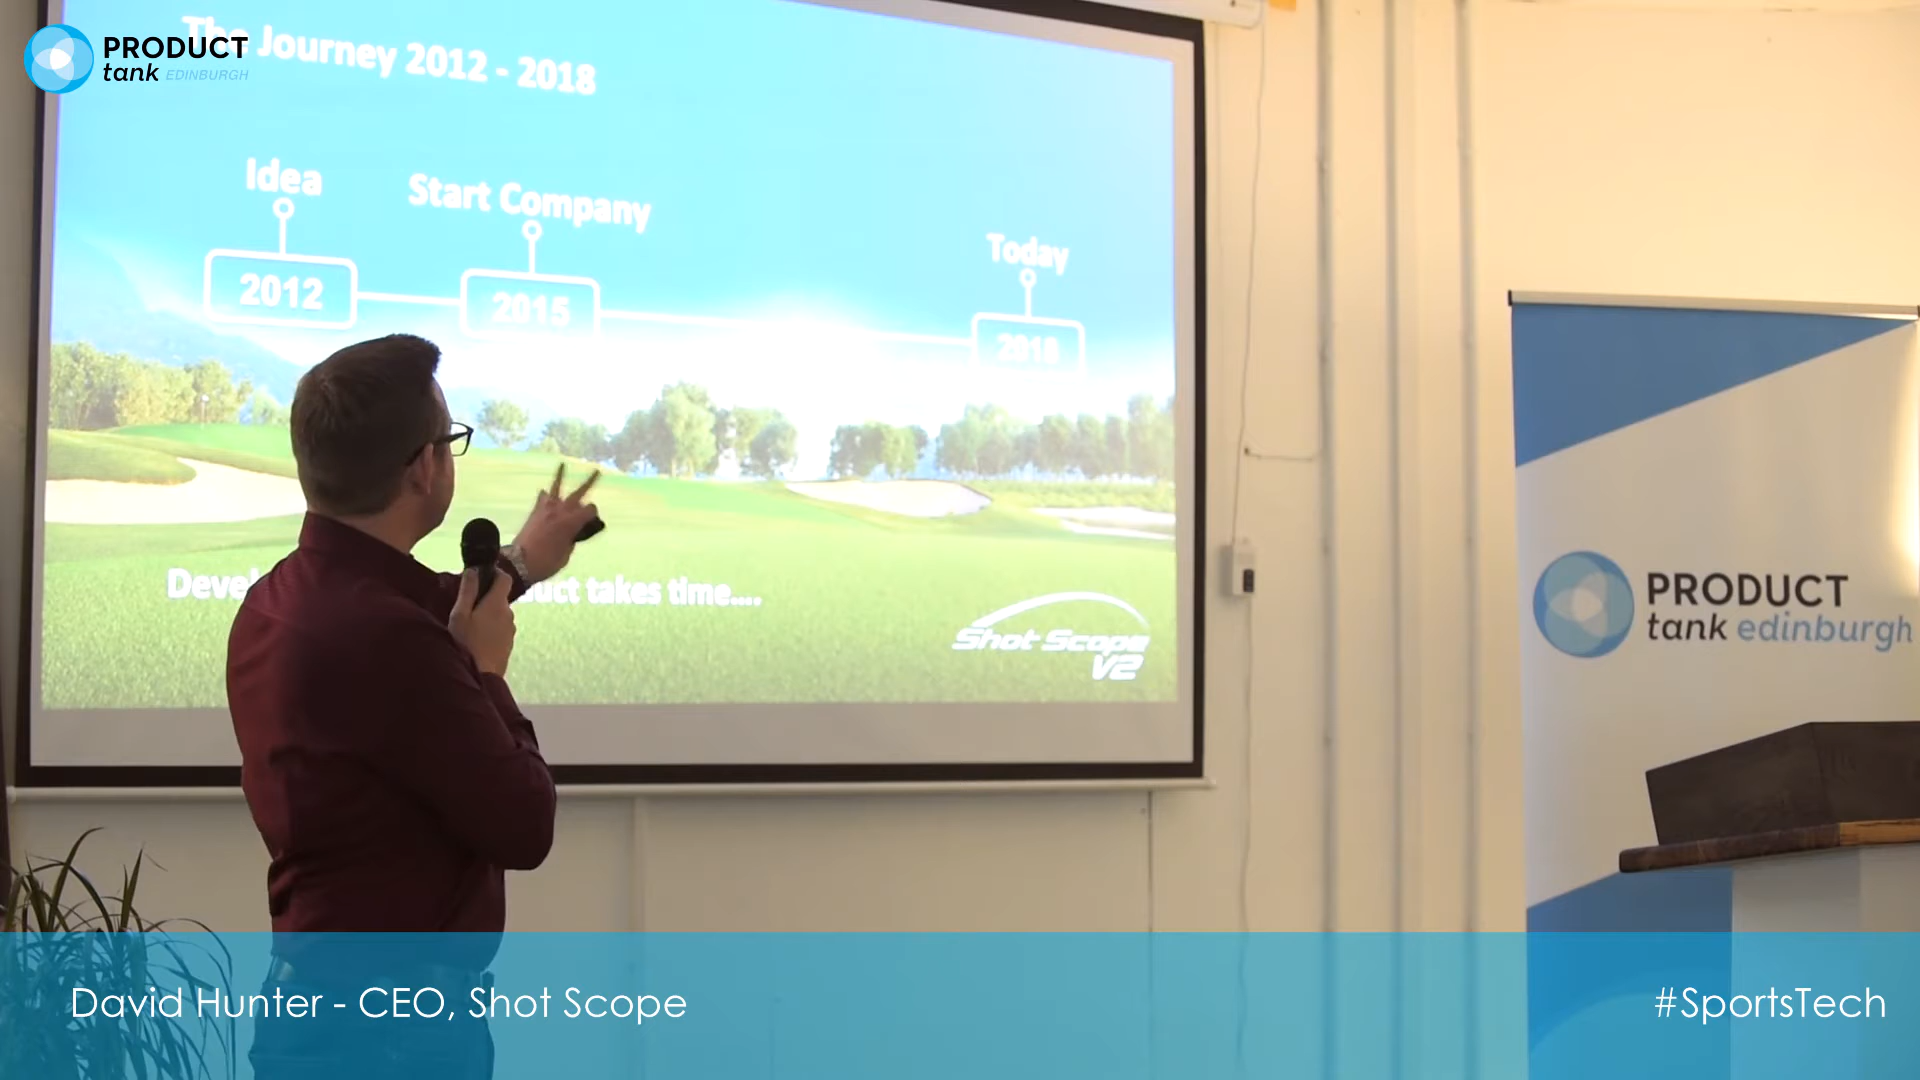 PRODUCT
tank EDINBURGH
The Journey 2012 - 2018
Idea
Start Company
Today
2012
2015
2018
takes time....
Shot Scope
V2
PRODUCT
tank edinburgh
David Hunter - CEO, Shot Scope
#SportsTech